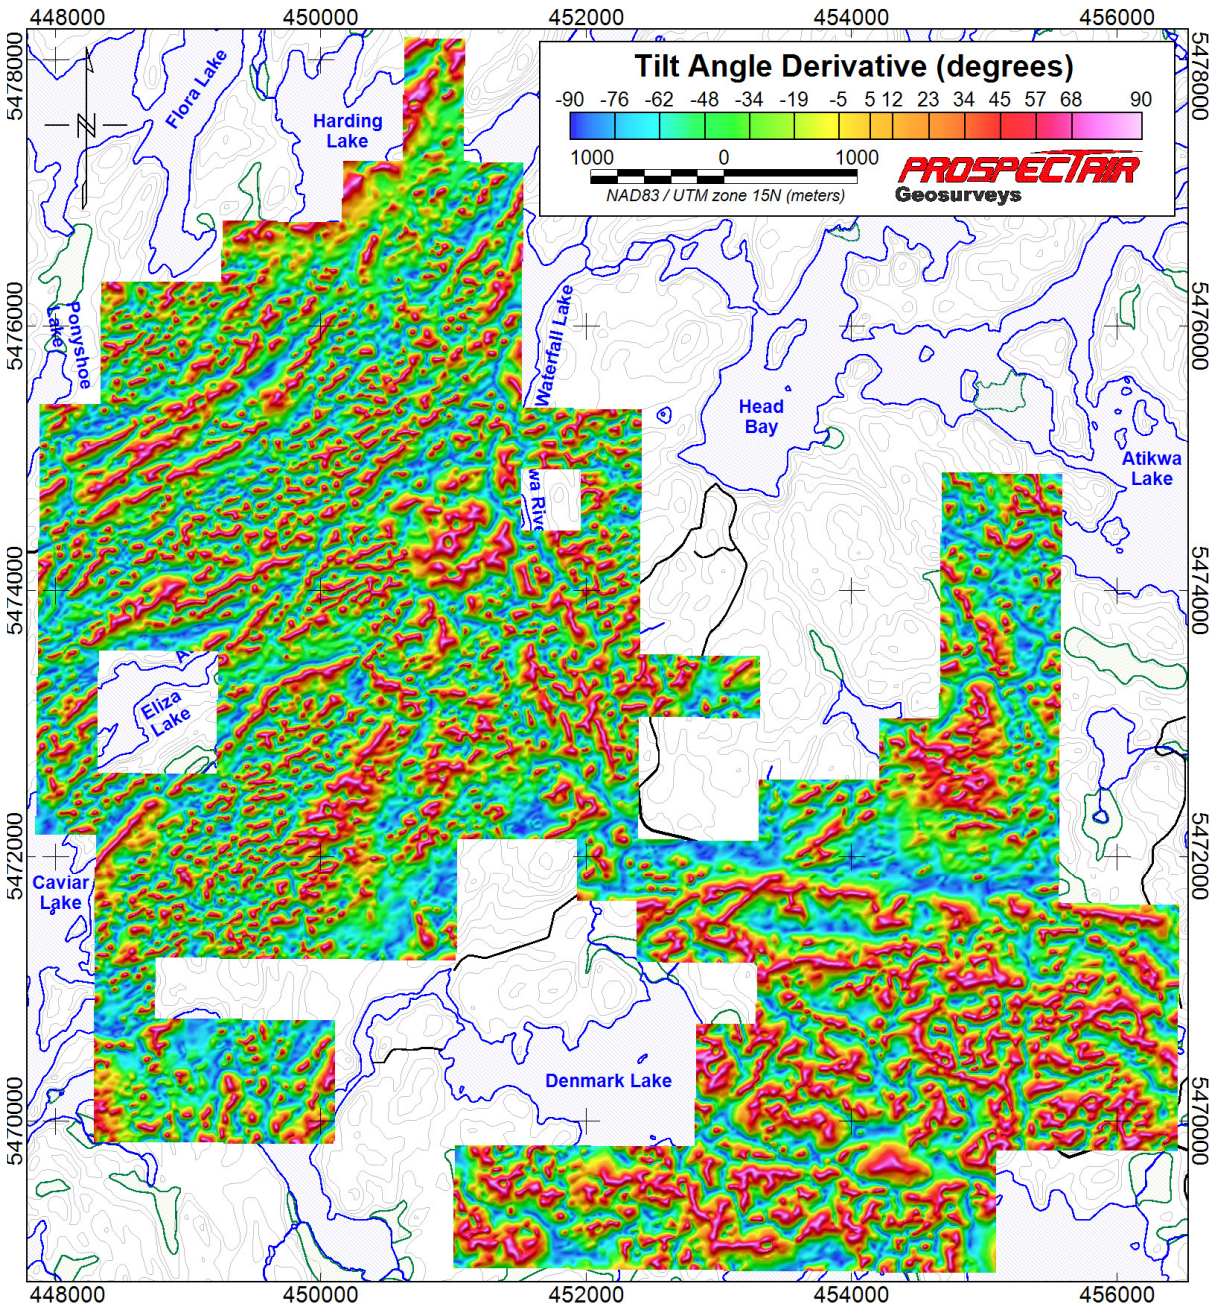 448000 450000 452000 454000 456000
Tilt Angle Derivative (degrees)
-90 -76 -62 -48 -34 -19 -5 5 12 23 34 45 57 68 90
1000 0 1000
NAD83 / UTM zone 15N (meters)
PROSPECTAIR
Geosurveys
5478000
5478000
Flora Lake
Harding
Lake
5476000
5476000
Ponyshoe
Lake
Waterfall Lake
Head
Bay
Atikwa
Lake
wa Rive
5474000
5474000
Eliza
Lake
5472000
5472000
Caviar
Lake
Denmark Lake
5470000
5470000
448000 450000 452000 454000 456000